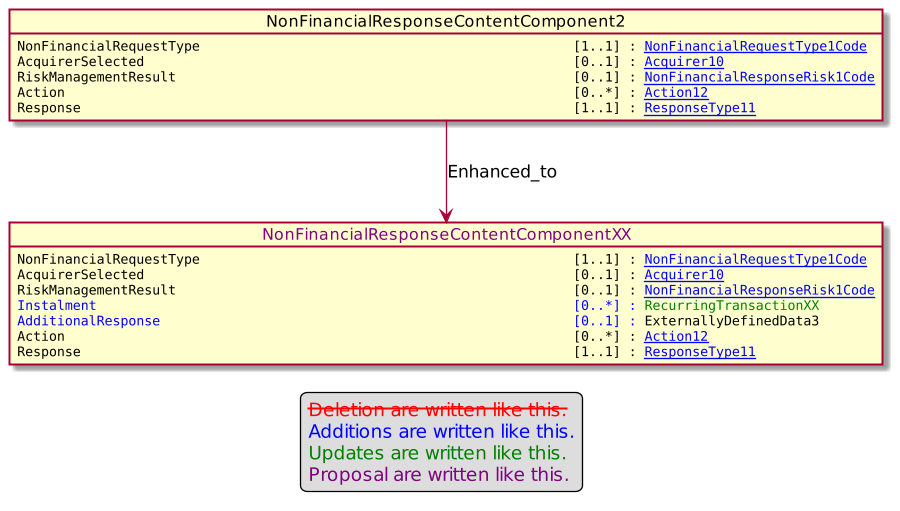 NonFinancialResponseContentComponent2
NonFinancialRequestType [1..1] : NonFinancialRequestType1Code
AcquirerSelected [0..1] : Acquirer10
RiskManagementResult [0..1] : NonFinancialResponseRisk1Code
Action [0..*] : Action12
Response [1..1] : ResponseType11
Enhanced_to
NonFinancialResponseContentComponentXX
NonFinancialRequestType [1..1] : NonFinancialRequestType1Code
AcquirerSelected [0..1] : Acquirer10
RiskManagementResult [0..1] : NonFinancialResponseRisk1Code
Instalment [0..*] : RecurringTransactionXX
AdditionalResponse [0..1] : ExternallyDefinedData3
Action [0..*] : Action12
Response [1..1] : ResponseType11
Deletion are written like this.
Additions are written like this.
Updates are written like this.
Proposal are written like this.